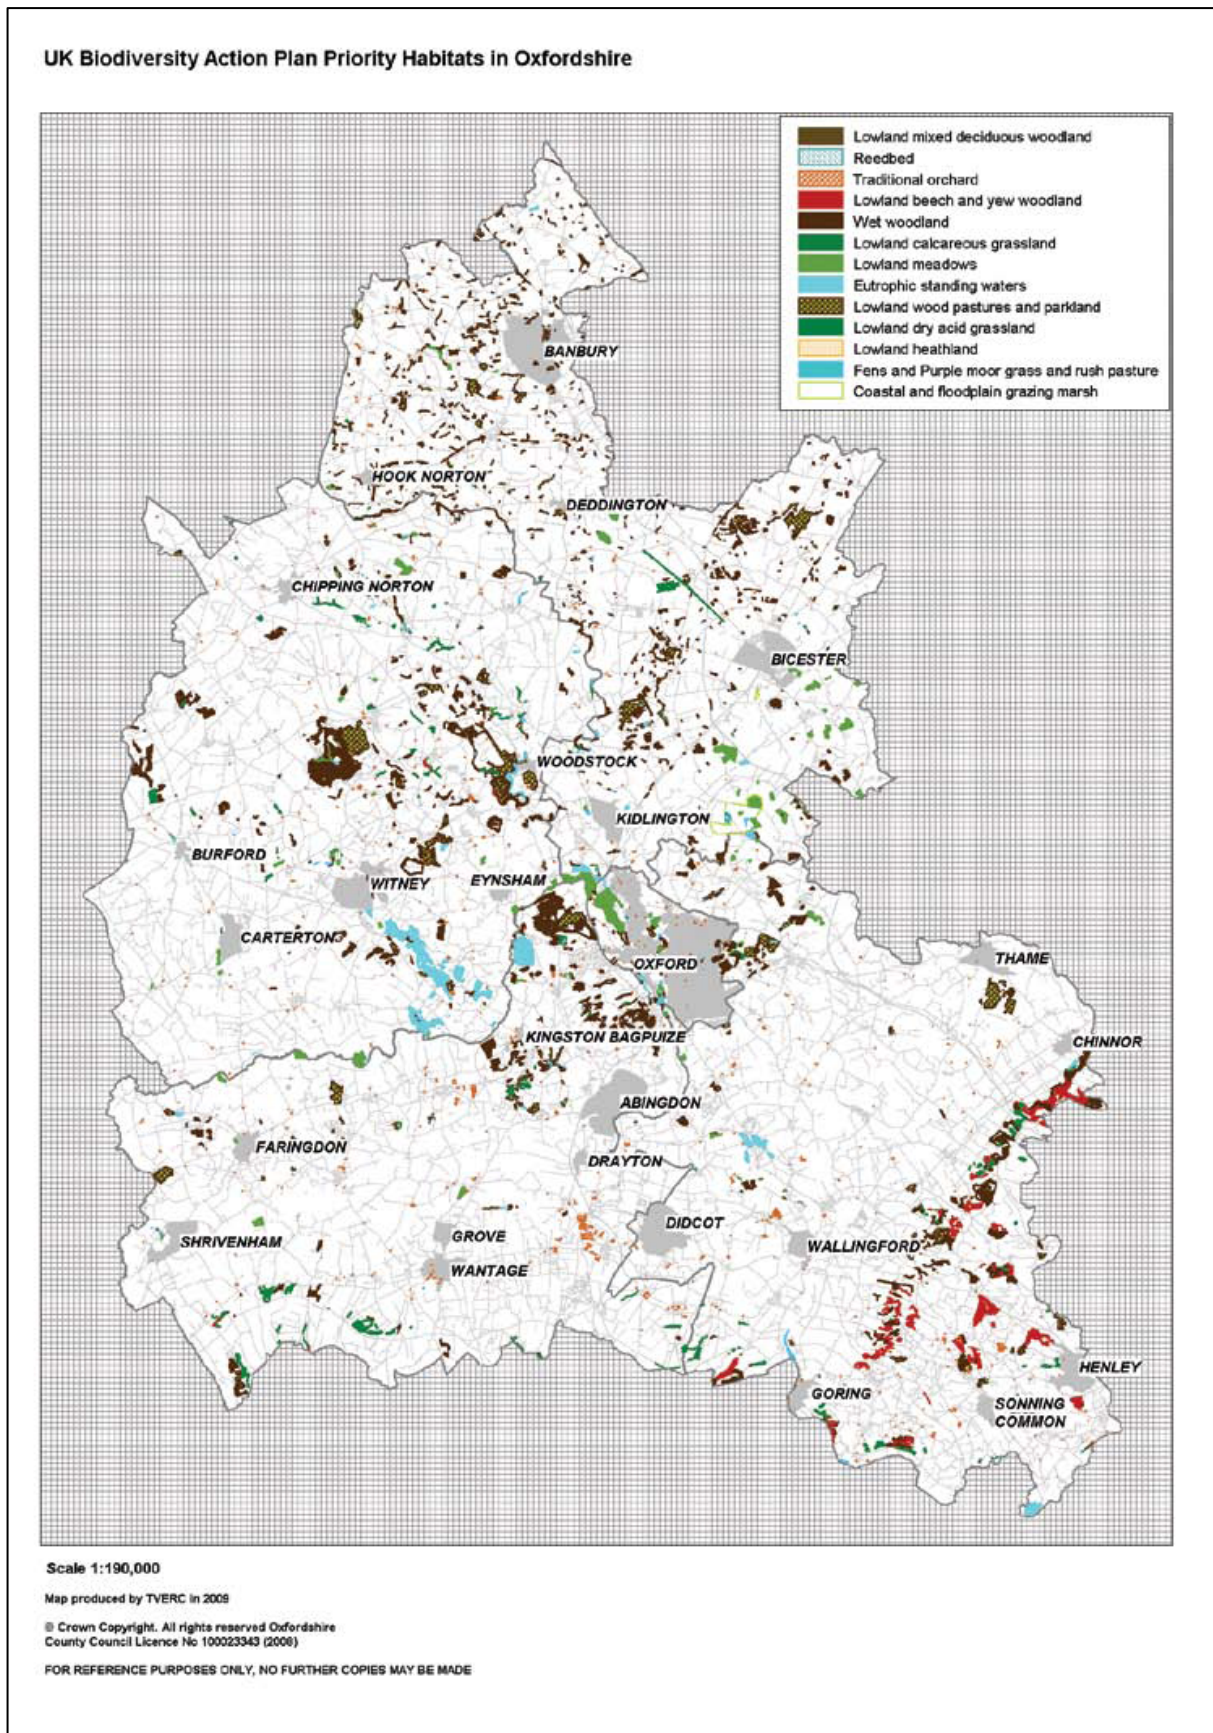 UK Biodiversity Action Plan Priority Habitats in Oxfordshire
Lowland mixed deciduous woodland
Reedbed
Traditional orchard
Lowland beech and yew woodland
Wet woodland
Lowland calcareous grassland
Lowland meadows
Eutrophic standing waters
Lowland wood pastures and parkland
Lowland dry acid grassland
Lowland heathland
Fens and Purple moor grass and rush pasture
Coastal and floodplain grazing marsh
BANBURY
HOOK NORTON
DEDDINGTON
CHIPPING NORTON
BICESTER
WOODSTOCK
KIDLINGTON
BURFORD
WITNEY
EYNSHAM
CARTERTON
OXFORD
THAME
KINGSTON BAGPUIZE
CHINNOR
ABINGDON
FARINGDON
DRAYTON
DIDCOT
SHRIVENHAM
GROVE
WALLINGFORD
WANTAGE
HENLEY
GORING
SONNING
COMMON
Scale 1:190,000
Map produced by TVERC in 2009
© Crown Copyright. All rights reserved Oxfordshire
County Council Licence No 100023343 (2008)
FOR REFERENCE PURPOSES ONLY, NO FURTHER COPIES MAY BE MADE